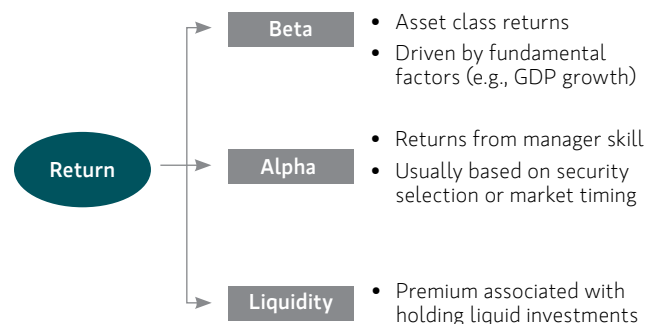 Return
Beta
• Asset class returns
• Driven by fundamental
factors (e.g., GDP growth)
Alpha
• Returns from manager skill
• Usually based on security
selection or market timing
Liquidity
• Premium associated with
holding liquid investments